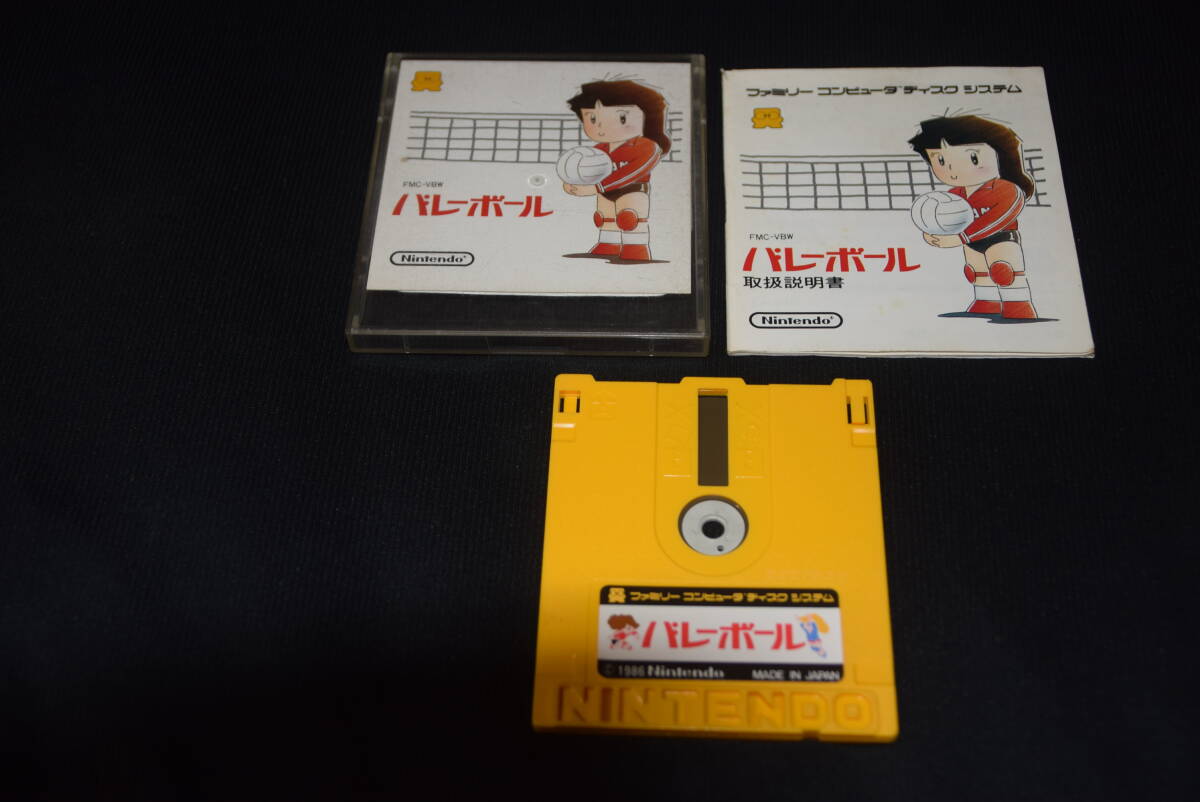 FMC-VBW
バレーボール
Nintendo
ファミリー コンピュータ ディスク システム
FMC-VBW
バレーボール
取扱説明書
Nintendo
ファミリー コンピュータ ディスク システム
バレーボール
© 1986 Nintendo MADE IN JAPAN
NINTENDO